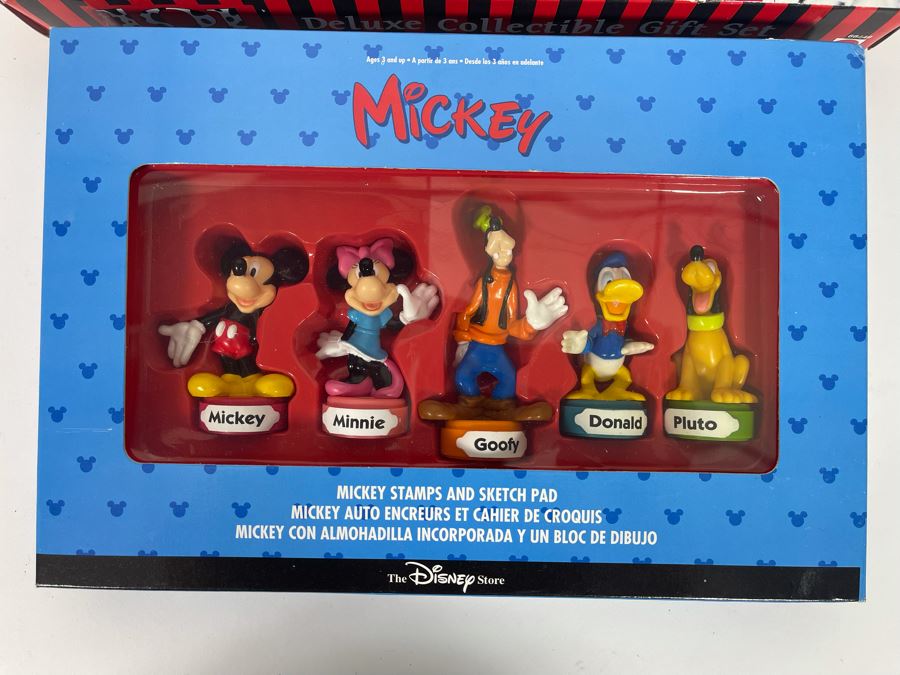 Deluxe Collectible Gift Set
Ages 3 and up • A partir de 3 ans • Desde los 3 años en adelante
MICKEY
Mickey
Minnie
Goofy
Donald
Pluto
MICKEY STAMPS AND SKETCH PAD
MICKEY AUTO ENCREURS ET CAHIER DE CROQUIS
MICKEY CON ALMOHADILLA INCORPORADA Y UN BLOC DE DIBUJO
The Disney Store